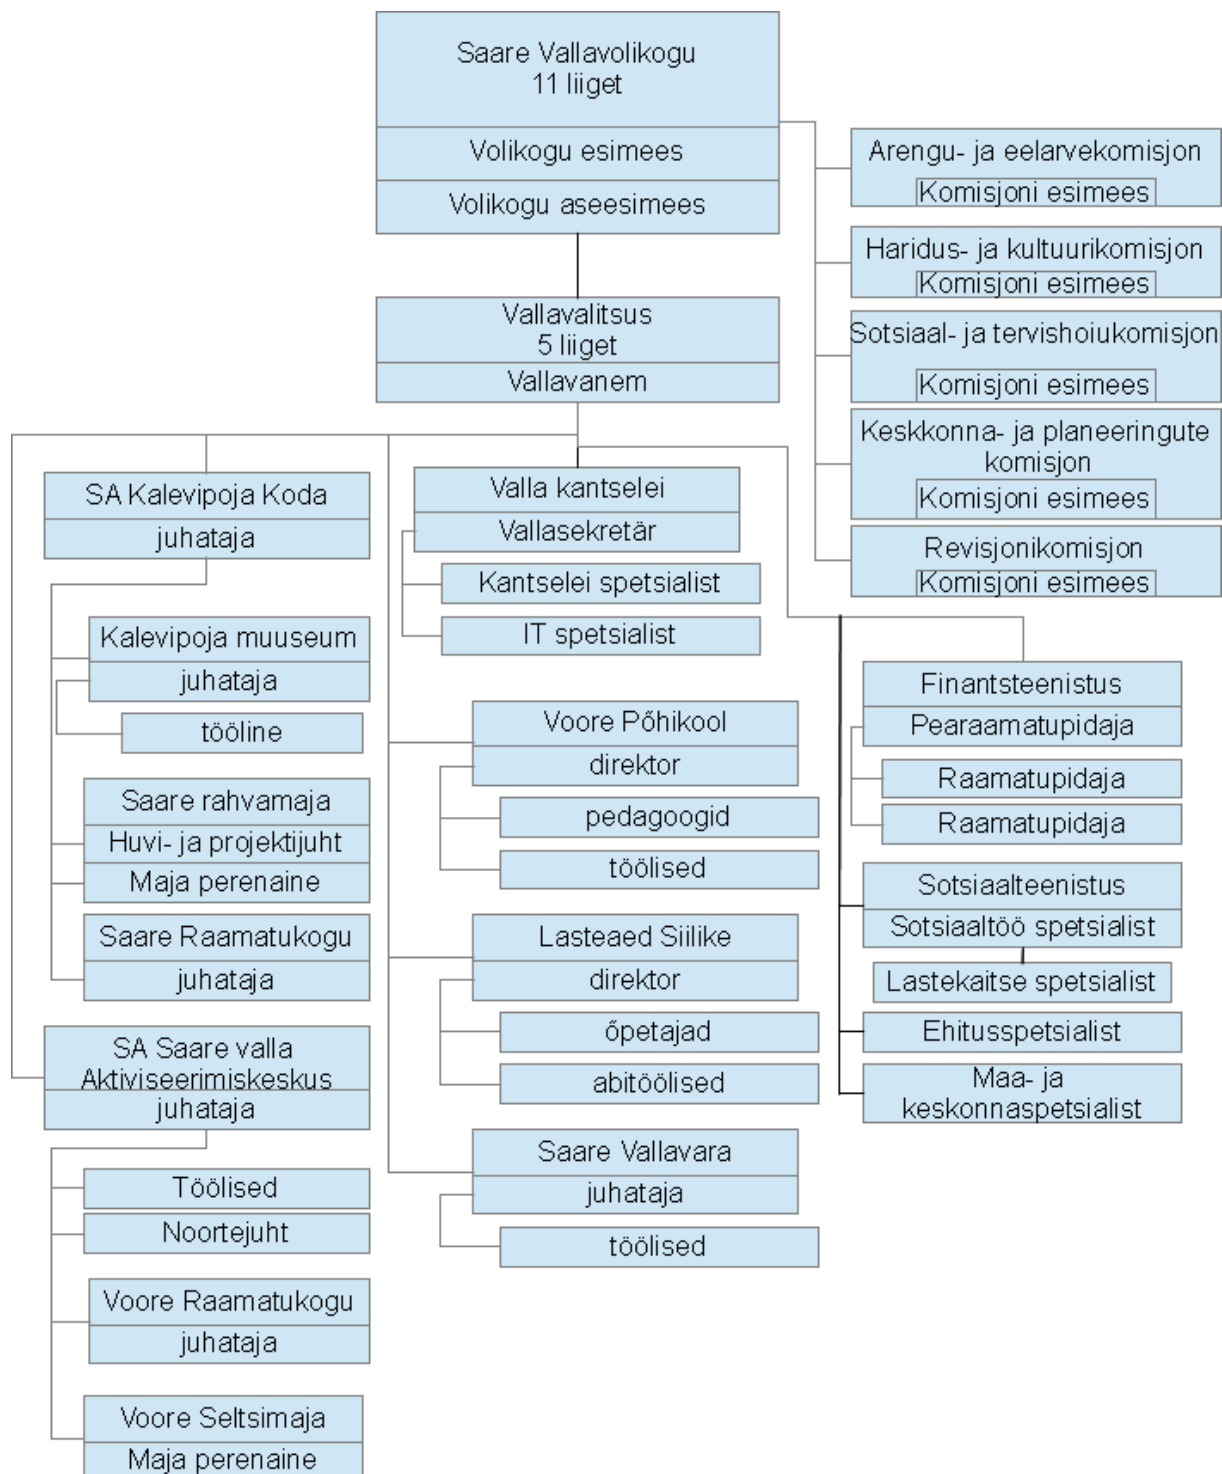 Saare Vallavolikogu
11 liiget
Volikogu esimees
Volikogu aseesimees
Arengu- ja eelarvekomisjon
Komisjoni esimees
Haridus- ja kultuurikomisjon
Komisjoni esimees
Sotsiaal- ja tervishoiukomisjon
Komisjoni esimees
Keskkonna- ja planeeringute
komisjon
Komisjoni esimees
Revisjonikomisjon
Komisjoni esimees
Vallavalitsus
5 liiget
Vallavanem
SA Kalevipoja Koda
juhataja
Kalevipoja muuseum
juhataja
tööline
Saare rahvamaja
Huvi- ja projektijuht
Maja perenaine
Saare Raamatukogu
juhataja
SA Saare valla
Aktiviseerimiskeskus
juhataja
Töölised
Noortejuht
Voore Raamatukogu
juhataja
Voore Seltsimaja
Maja perenaine
Valla kantselei
Vallasekretär
Kantselei spetsialist
IT spetsialist
Voore Põhikool
direktor
pedagoogid
töölised
Lasteaed Siilike
direktor
õpetajad
abitöölised
Saare Vallavara
juhataja
töölised
Finantsteenistus
Pearaamatupidaja
Raamatupidaja
Raamatupidaja
Sotsiaalteenistus
Sotsiaaltöö spetsialist
Lastekaitse spetsialist
Ehitusspetsialist
Maa- ja
keskonnaspetsialist